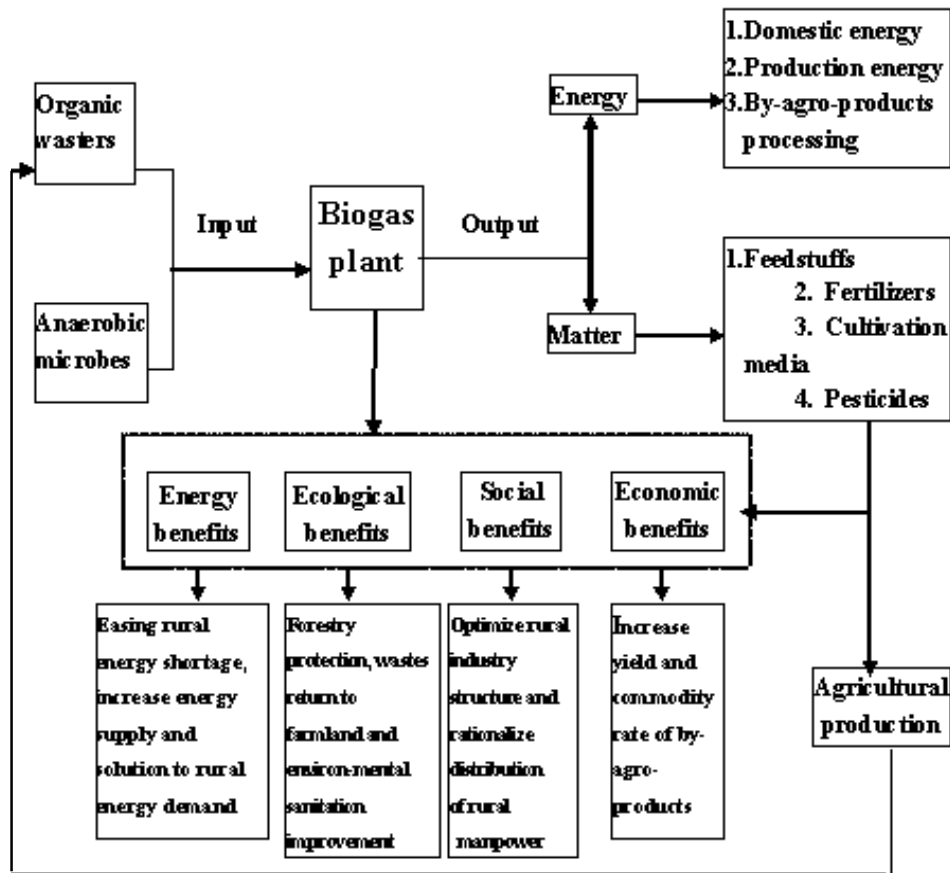 Organic
wasters
Anaerobic
microbes
Input
Biogas
plant
Output
Energy
Matter
1.Domestic energy
2.Production energy
3.By-agro-products
processing
1.Feedstuffs
2. Fertilizers
3. Cultivation
media
4. Pesticides
Energy
benefits
Ecological
benefits
Social
benefits
Economic
benefits
Easing rural
energy shortage,
increase energy
supply and
solution to rural
energy demand
Forestry
protection, wastes
return to
farmland and
environ-mental
sanitation
improvement
Optimize rural
industry
structure and
rationalize
distribution
of rural
manpower
Increase
yield and
commodity
rate of by-
agro-
products
Agricultural
production